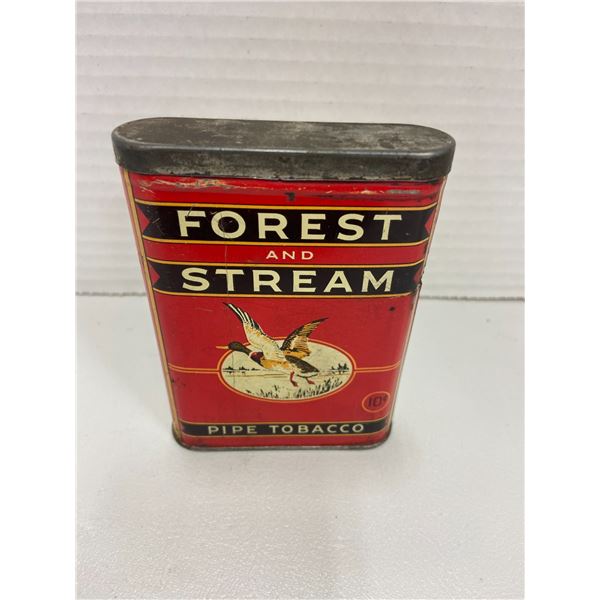 FOREST
AND
STREAM
10¢
PIPE TOBACCO